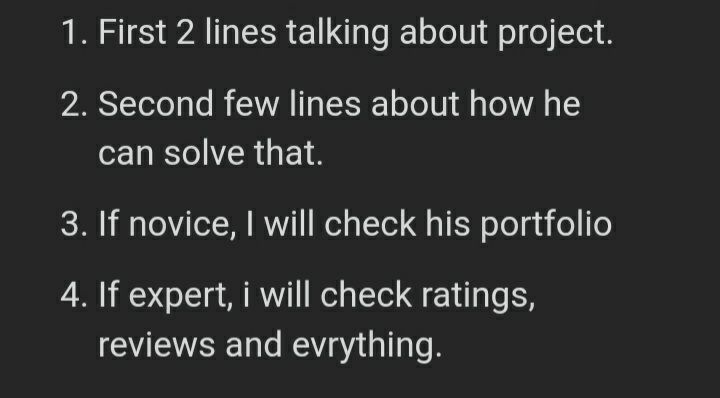 1. First 2 lines talking about project.
2. Second few lines about how he
can solve that.
3. If novice, I will check his portfolio
4. If expert, i will check ratings,
reviews and evrything.